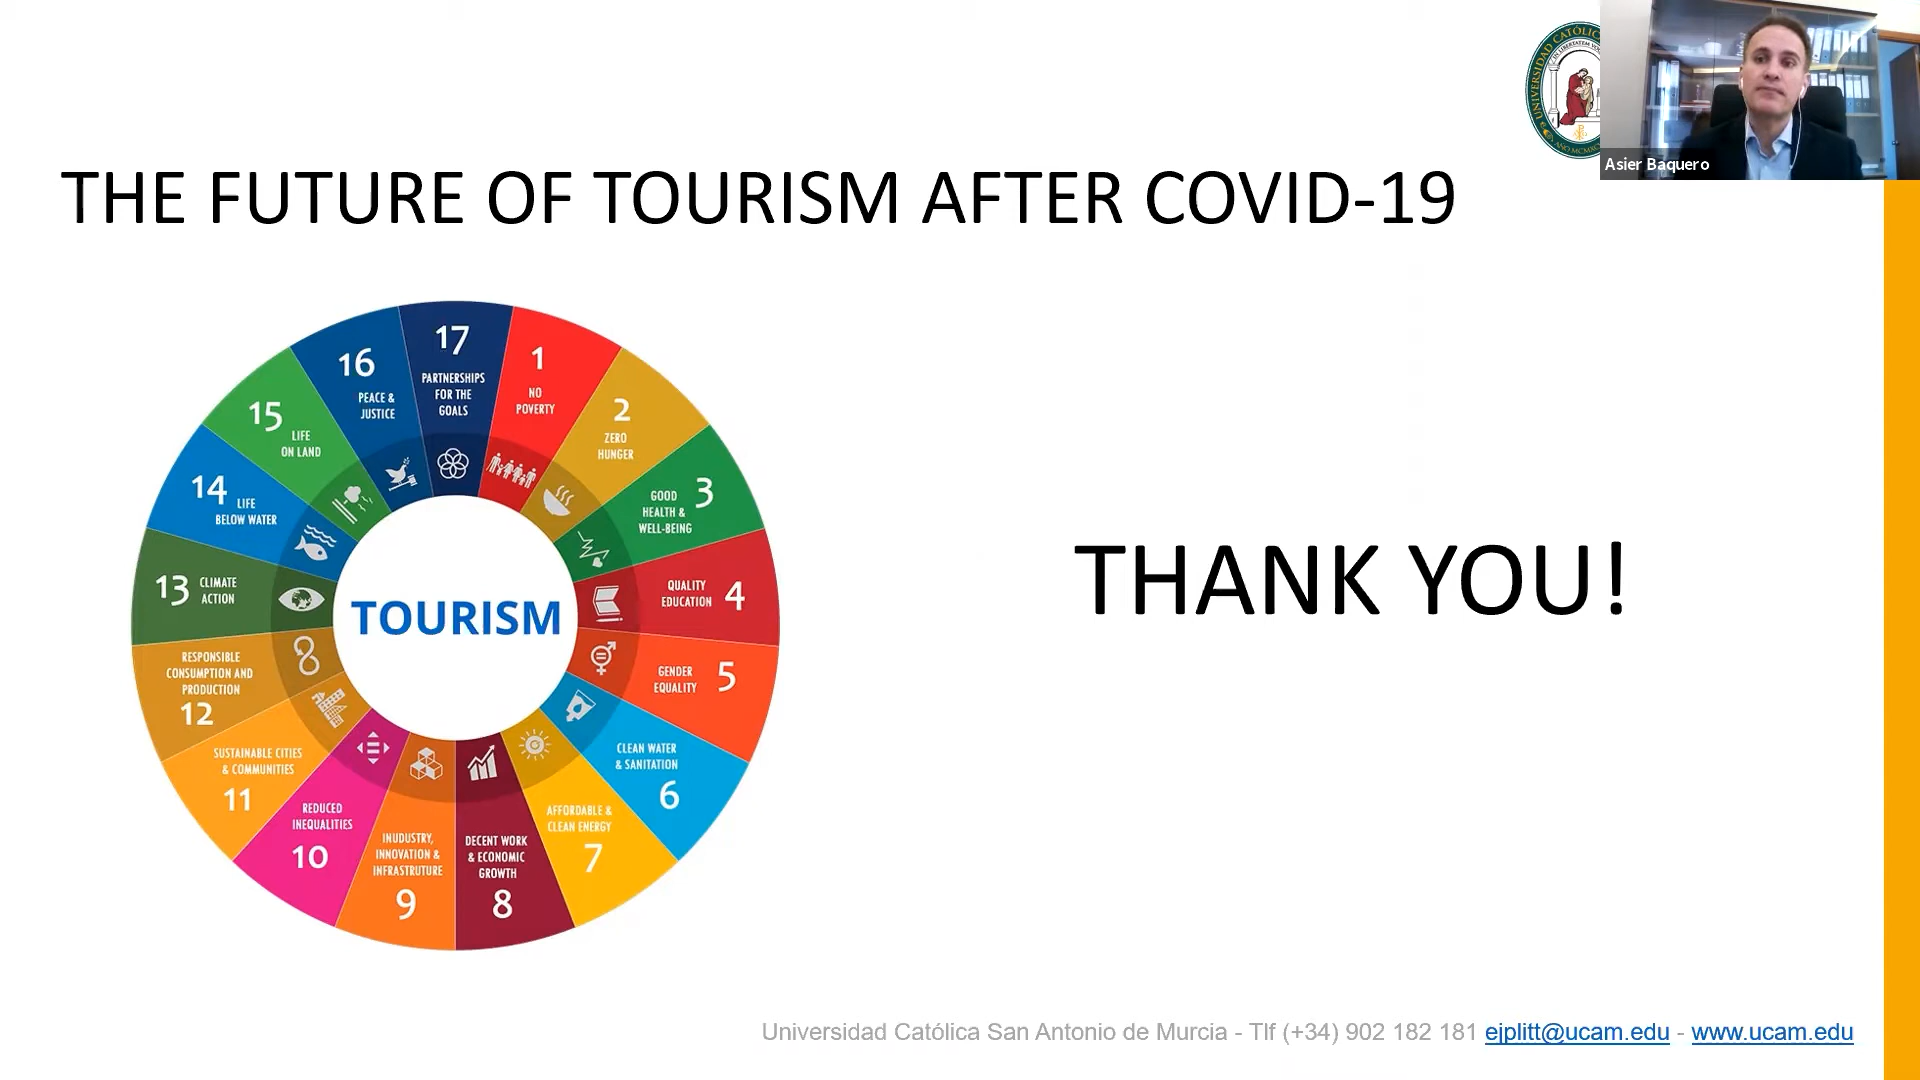 UNIVERSIDAD CATÓLIC
Asier Baquero
THE FUTURE OF TOURISM AFTER COVID-19
17
PARTNERSHIPS
FOR THE
GOALS
1
NO
POVERTY
2
ZERO
HUNGER
GOOD
HEALTH &
WELL-BEING
3
QUALITY
EDUCATION
4
GENDER
EQUALITY
5
CLEAN WATER
& SANITATION
6
AFFORDABLE &
CLEAN ENERGY
7
DECENT WORK
& ECONOMIC
GROWTH
8
INUDUSTRY,
INNOVATION &
INFRASTRUTURE
9
REDUCED
INEQUALITIES
10
SUSTAINABLE CITIES
& COMMUNITIES
11
RESPONSIBLE
CONSUMPTION AND
PRODUCTION
12
13
CLIMATE
ACTION
14
LIFE
BELOW WATER
15
LIFE
ON LAND
16
PEACE &
JUSTICE
TOURISM
THANK YOU!
Universidad Católica San Antonio de Murcia - Tlf (+34) 902 182 181 ejplitt@ucam.edu - www.ucam.edu